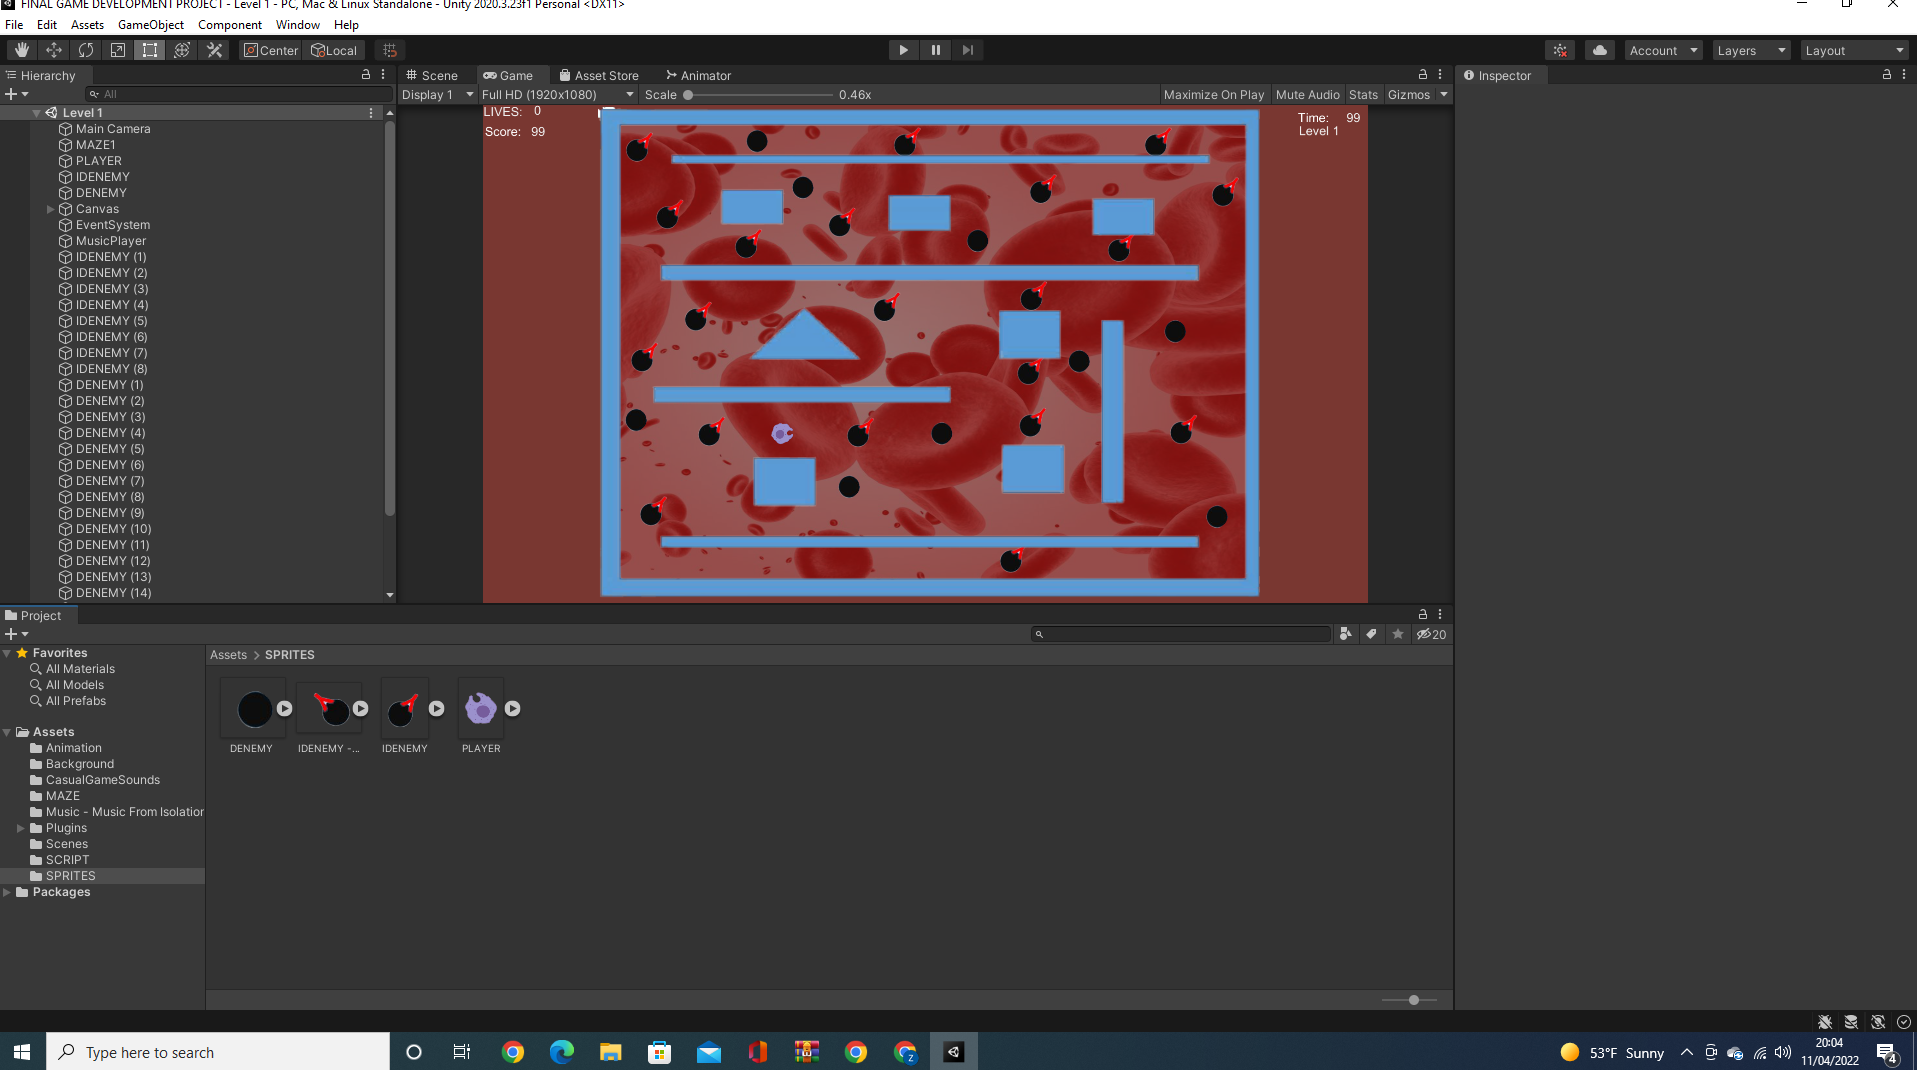 FINAL GAME DEVELOPMENT PROJECT - Level 1 - PC, Mac & Linux Standalone - Unity 2020.3.23f1 Personal <DX11>
File Edit Assets GameObject Component Window Help
Center Local Account Layers Layout
Hierarchy
All
Level 1
Main Camera
MAZE1
PLAYER
IDENEMY
DENEMY
Canvas
EventSystem
MusicPlayer
IDENEMY (1)
IDENEMY (2)
IDENEMY (3)
IDENEMY (4)
IDENEMY (5)
IDENEMY (6)
IDENEMY (7)
IDENEMY (8)
DENEMY (1)
DENEMY (2)
DENEMY (3)
DENEMY (4)
DENEMY (5)
DENEMY (6)
DENEMY (7)
DENEMY (8)
DENEMY (9)
DENEMY (10)
DENEMY (11)
DENEMY (12)
DENEMY (13)
DENEMY (14)
Scene Game Asset Store Animator
Display 1 Full HD (1920x1080) Scale 0.46x Maximize On Play Mute Audio Stats Gizmos
LIVES: 0
Score: 99
Time: 99
Level 1
Inspector
Project
20
Favorites
All Materials
All Models
All Prefabs
Assets
Animation
Background
CasualGameSounds
MAZE
Music - Music From Isolation
Plugins
Scenes
SCRIPT
SPRITES
Packages
Assets > SPRITES
DENEMY IDENEMY -... IDENEMY PLAYER
Type here to search
53°F Sunny
20:04
11/04/2022
4